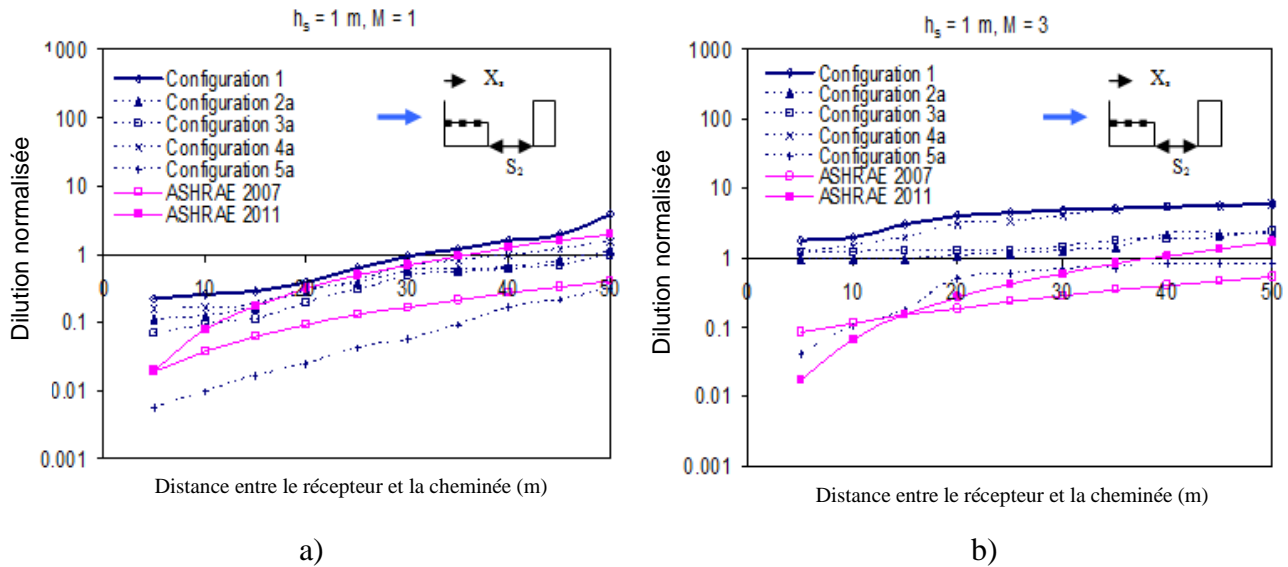 h_s = 1 m, M = 1
1000
100
10
1
0.1
0.01
0.001
0
10
20
30
40
50
Dilution normalisée
Configuration 1
Configuration 2a
Configuration 3a
Configuration 4a
Configuration 5a
ASHRAE 2007
ASHRAE 2011
S_2
Distance entre le récepteur et la cheminée (m)
a)
h_s = 1 m, M = 3
1000
100
10
1
0.1
0.01
0.001
0
10
20
30
40
50
Dilution normalisée
Configuration 1
Configuration 2a
Configuration 3a
Configuration 4a
Configuration 5a
ASHRAE 2007
ASHRAE 2011
S_2
Distance entre le récepteur et la cheminée (m)
b)